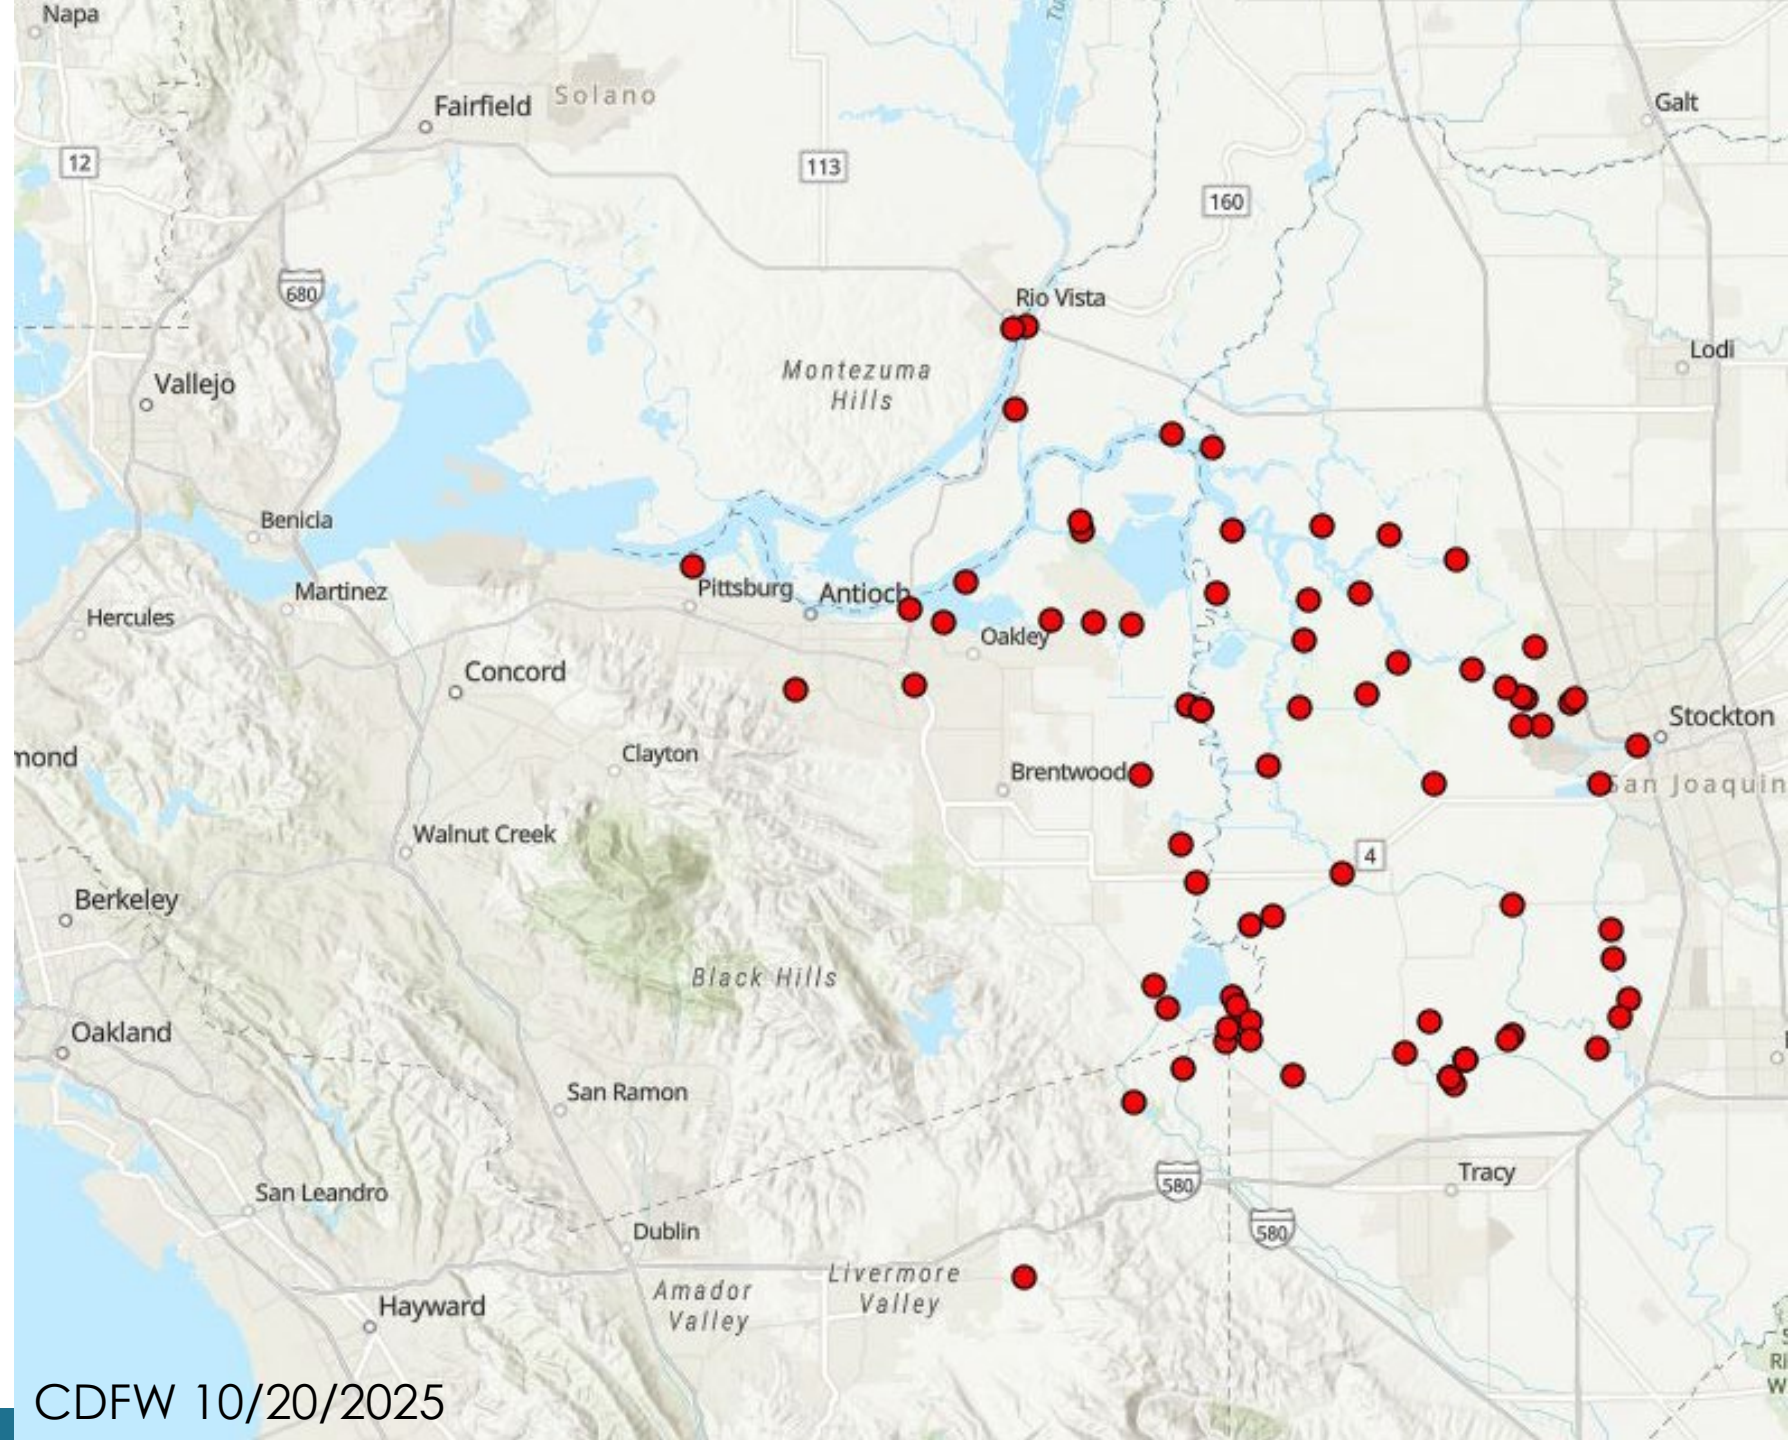 Napa
Fairfield
Solano
Galt
12
113
160
680
Rio Vista
Lodi
Montezuma
Hills
Vallejo
Benicia
Martinez
Pittsburg
Antioch
Hercules
Oakley
Concord
Stockton
Clayton
Brentwood
San Joaquin
Walnut Creek
4
Berkeley
Black Hills
Oakland
San Ramon
580
Tracy
San Leandro
Dublin
580
Livermore
Valley
Amador
Valley
Hayward
CDFW 10/20/2025